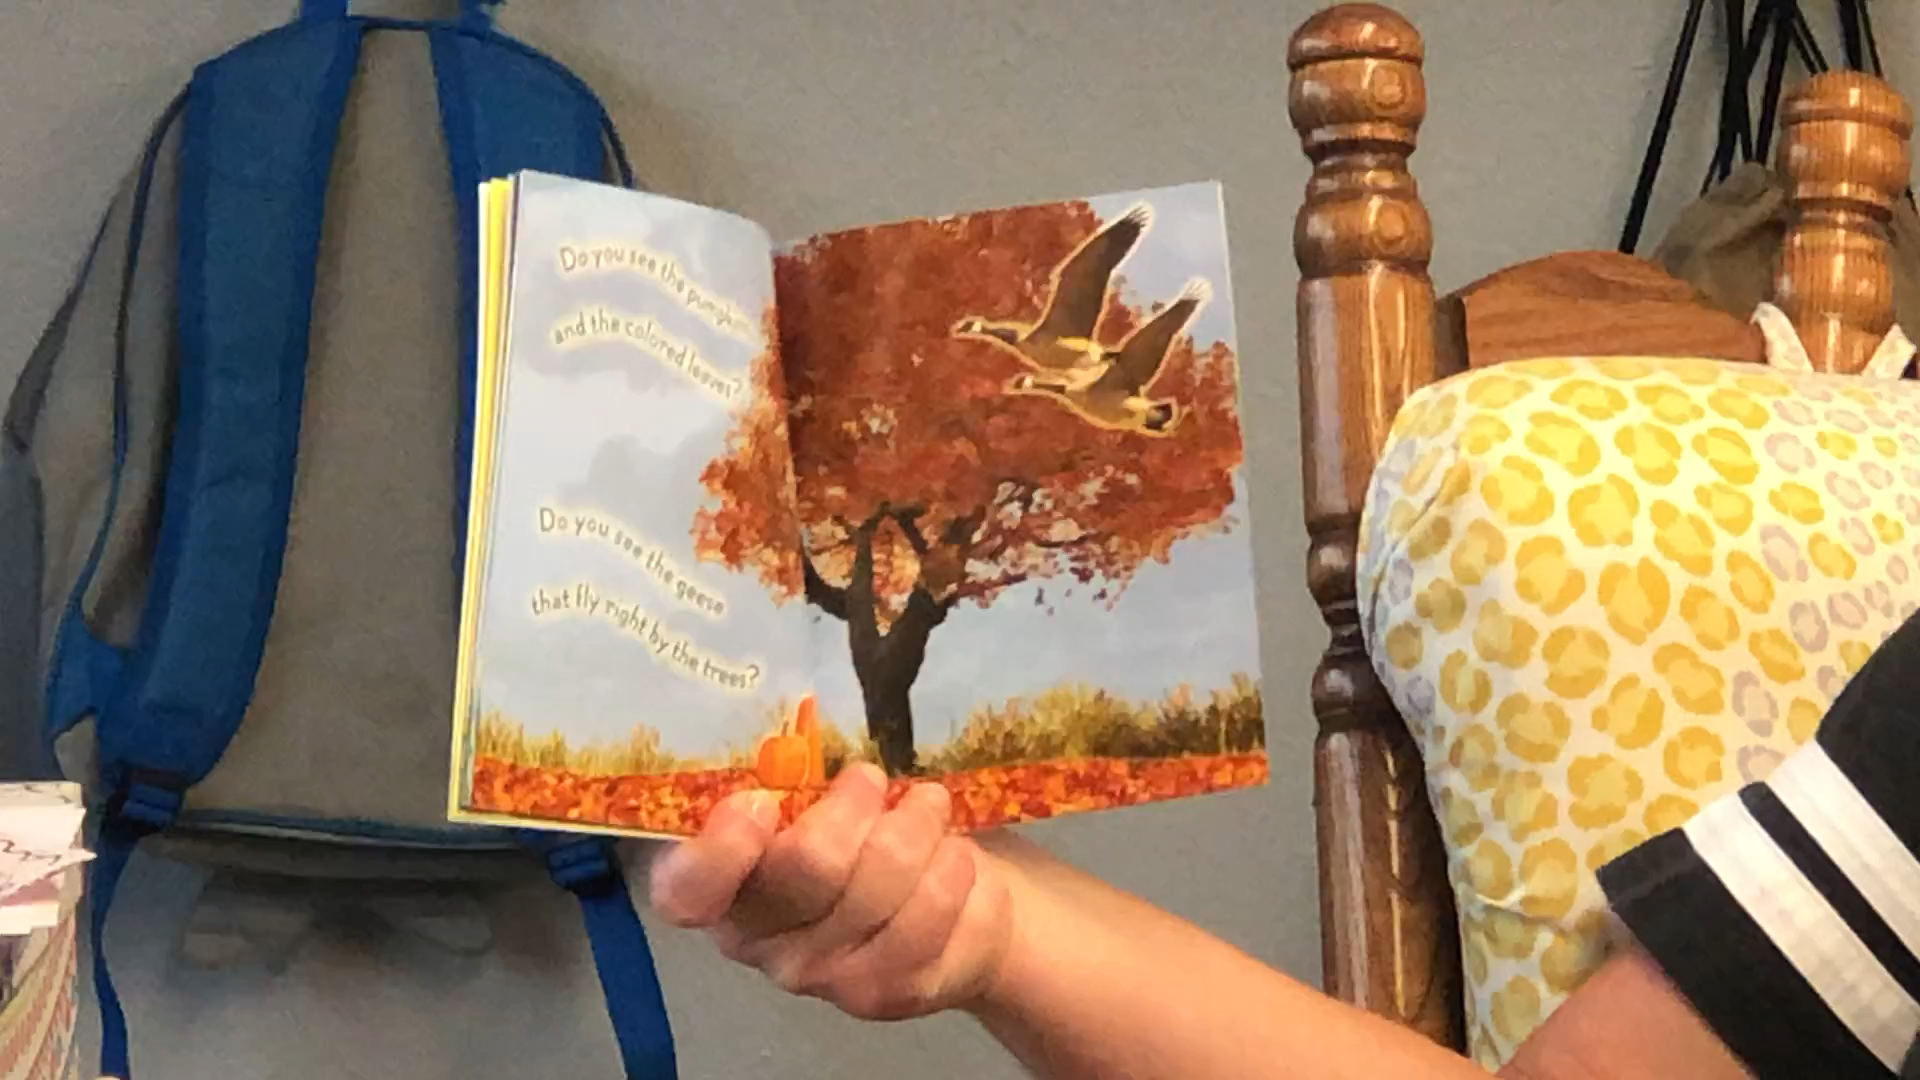 Do you see the pumpkin
and the colored leaves?
Do you see the geese
that fly right by the trees?